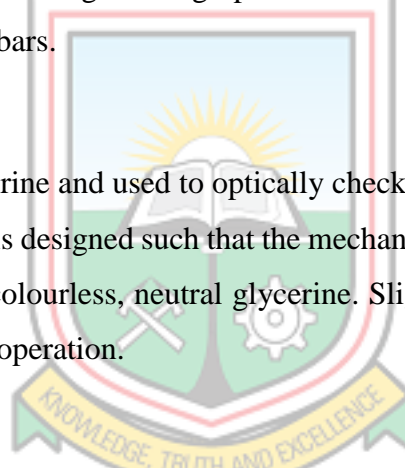 bars.
rine and used to optically check
s designed such that the mechan
colourless, neutral glycerine. Sli
operation.
KNOWLEDGE, TRUTH AND EXCELLENCE